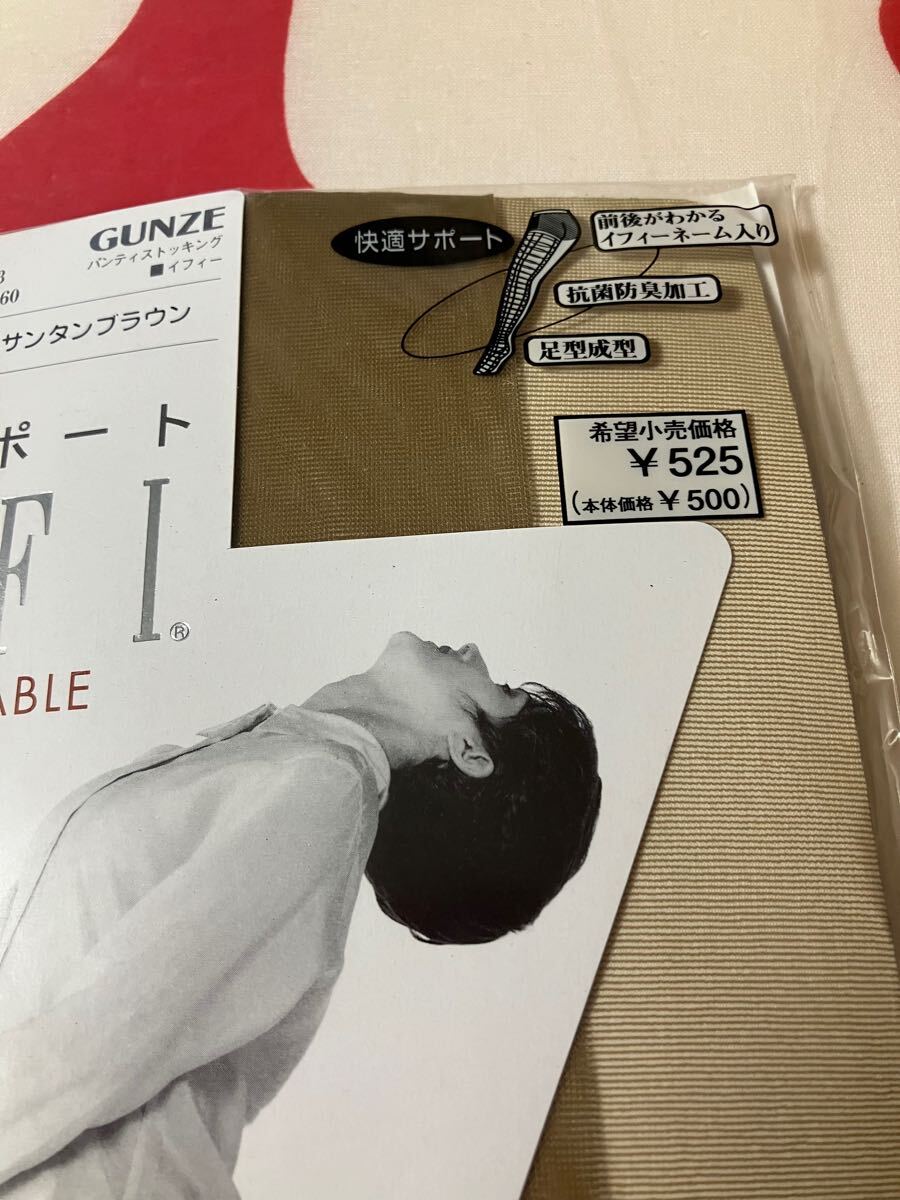 GUNZE
パンティストッキング
■イフィー
3
60
サンタンブラウン
ポート
FI®
ABLE
快適サポート
前後がわかる
イフィーネーム入り
抗菌防臭加工
足型成型
希望小売価格
¥525
(本体価格¥500)